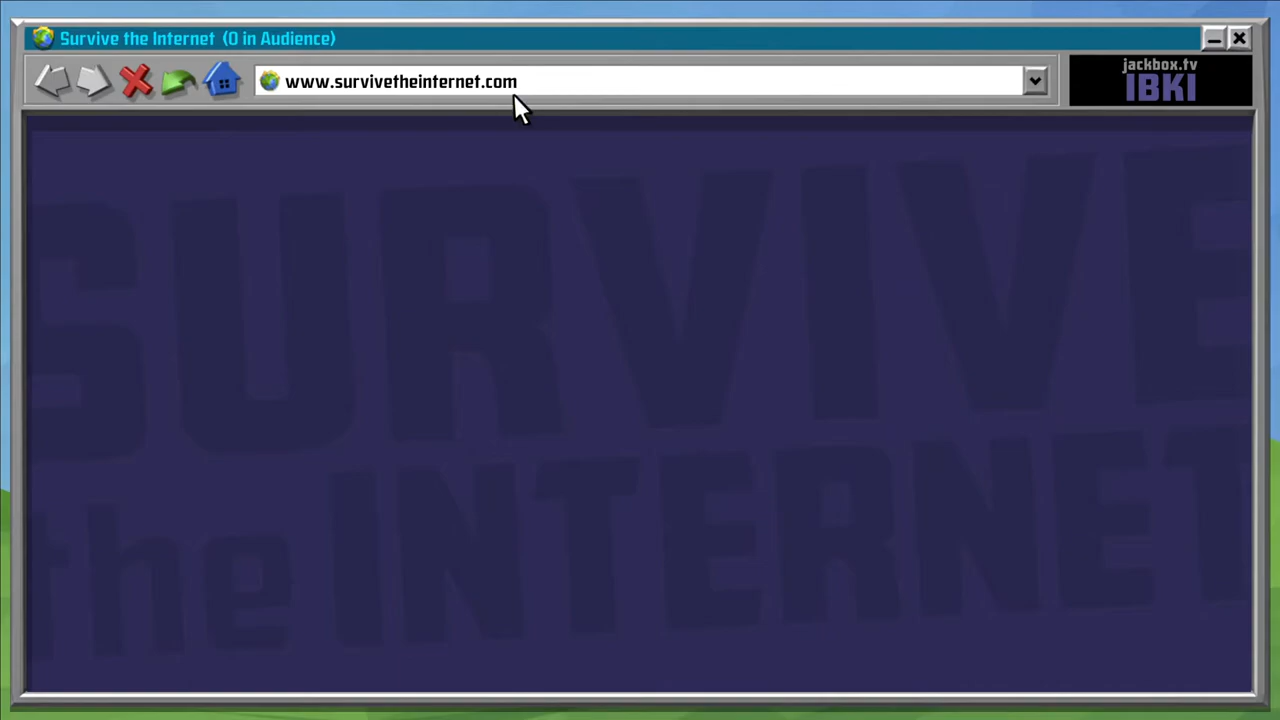 Survive the Internet (0 in Audience)
www.survivetheinternet.com
jackbox.tv
IBKI
SURVIVE
the INTERNET